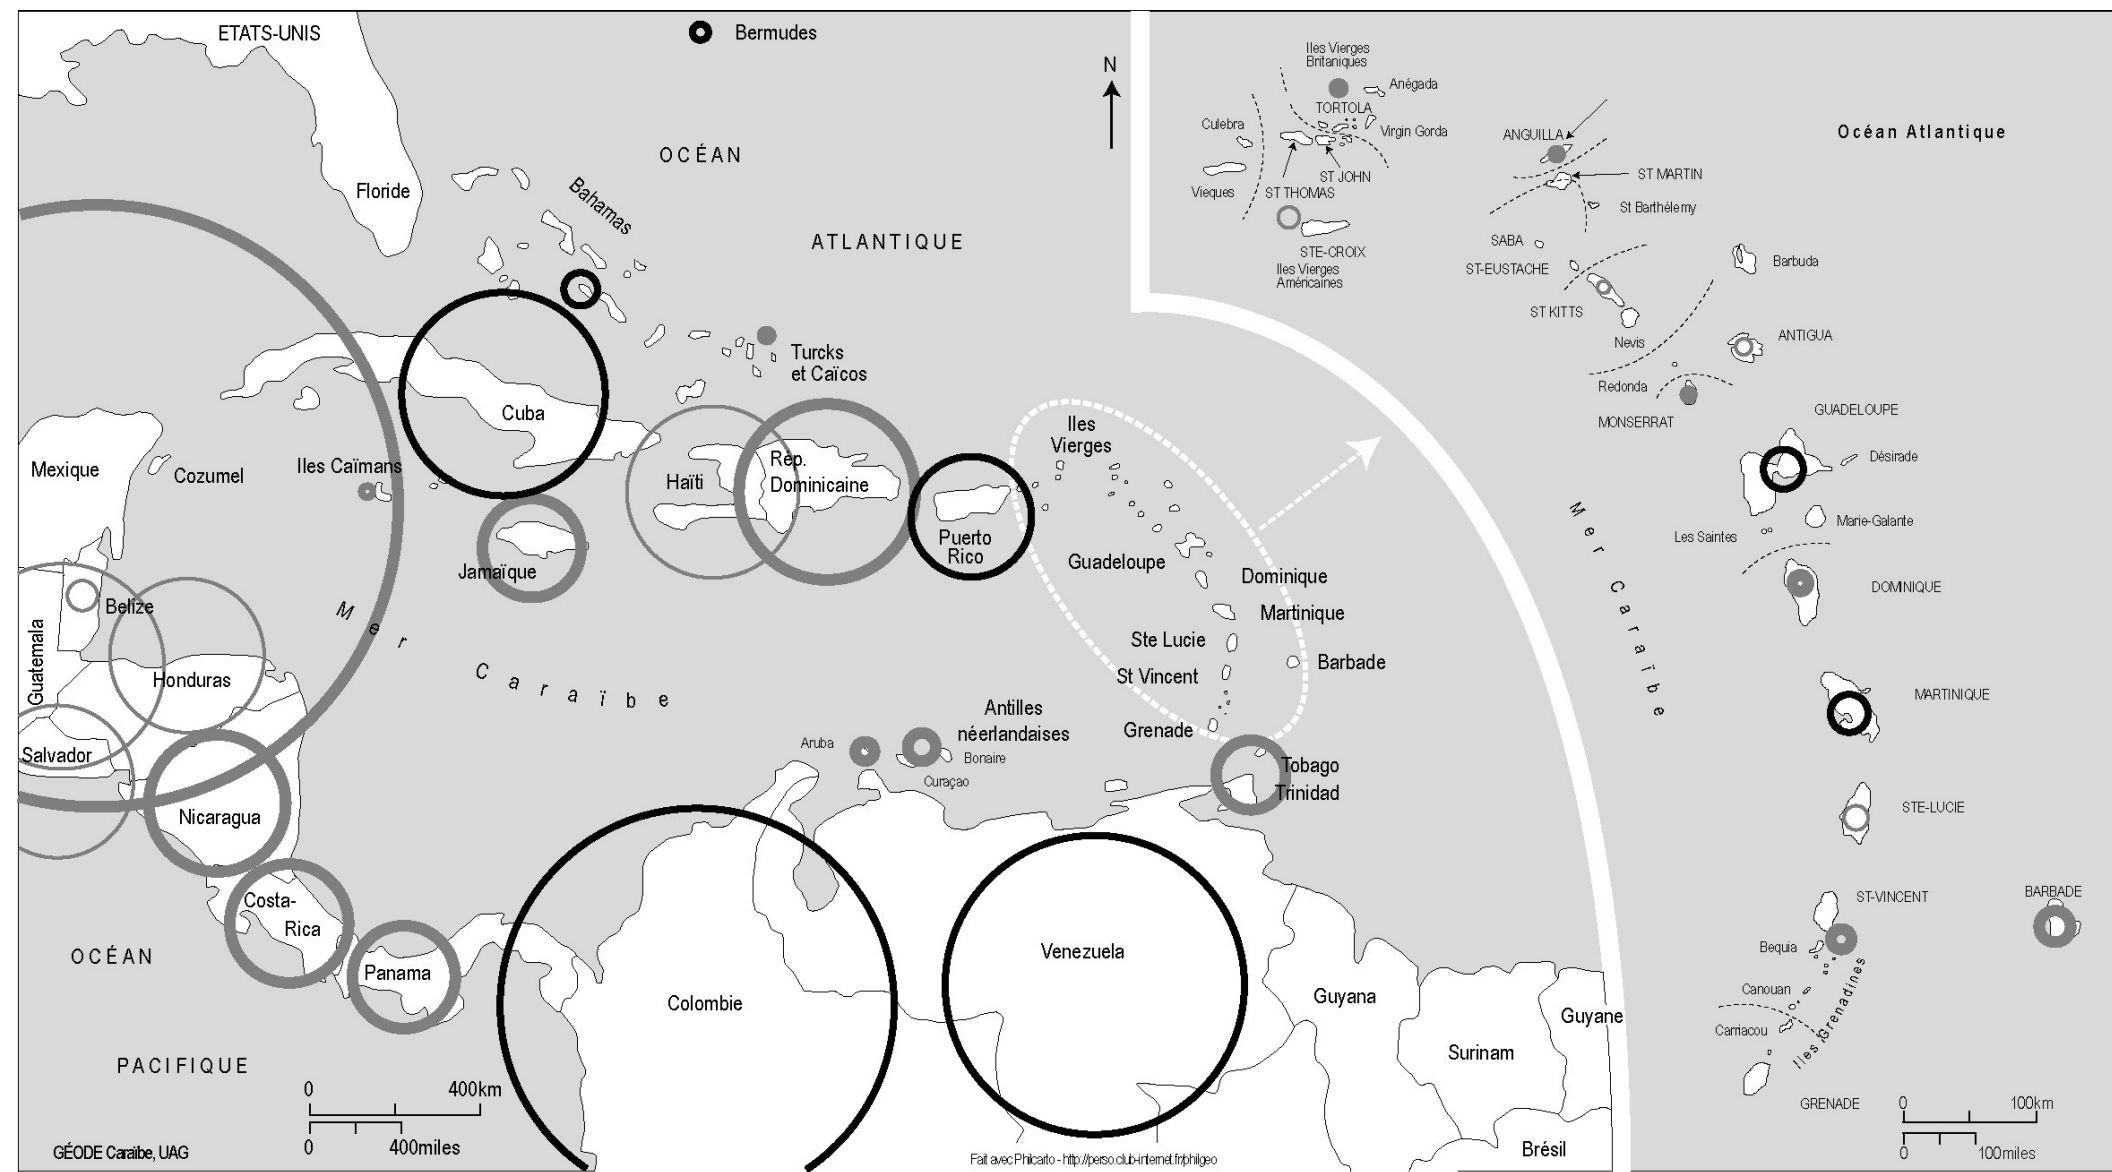 ETATS-UNIS
Bermudes
N
OCÉAN
Floride
Bahamas
ATLANTIQUE
Turcks
et Caïcos
Cuba
Mexique
Cozumel
Iles Caïmans
Haïti
Rép.
Dominicaine
Iles
Vierges
Puerto
Rico
Jamaïque
Guadeloupe
Dominique
Belize
Martinique
Mer Caraïbe
Ste Lucie
Guatemala
Barbade
Honduras
St Vincent
Antilles
néerlandaises
Grenade
Salvador
Aruba
Bonaire
Curaçao
Tobago
Trinidad
Nicaragua
Costa-
Rica
OCÉAN
Panama
Venezuela
Colombie
Guyana
Guyane
Surinam
PACIFIQUE
0 400km
0 400miles
Brésil
GÉODE Caraïbe, UAG
Fait avec Philcarto - http://perso.club-internet.fr/philgeo
Iles Vierges
Britaniques
Anégada
TORTOLA
Culebra
Virgin Gorda
ANGUILLA
Océan Atlantique
ST JOHN
ST MARTIN
Vieques
ST THOMAS
St Barthélemy
STE-CROIX
Iles Vierges
Américaines
SABA
ST-EUSTACHE
Barbuda
ST KITTS
Nevis
ANTIGUA
Redonda
MONSERRAT
GUADELOUPE
Désirade
Mer Caraïbe
Marie-Galante
Les Saintes
DOMINIQUE
MARTINIQUE
STE-LUCIE
ST-VINCENT
BARBADE
Bequia
Canouan
Iles Grenadines
Carriacou
GRENADE
0 100km
0 100miles